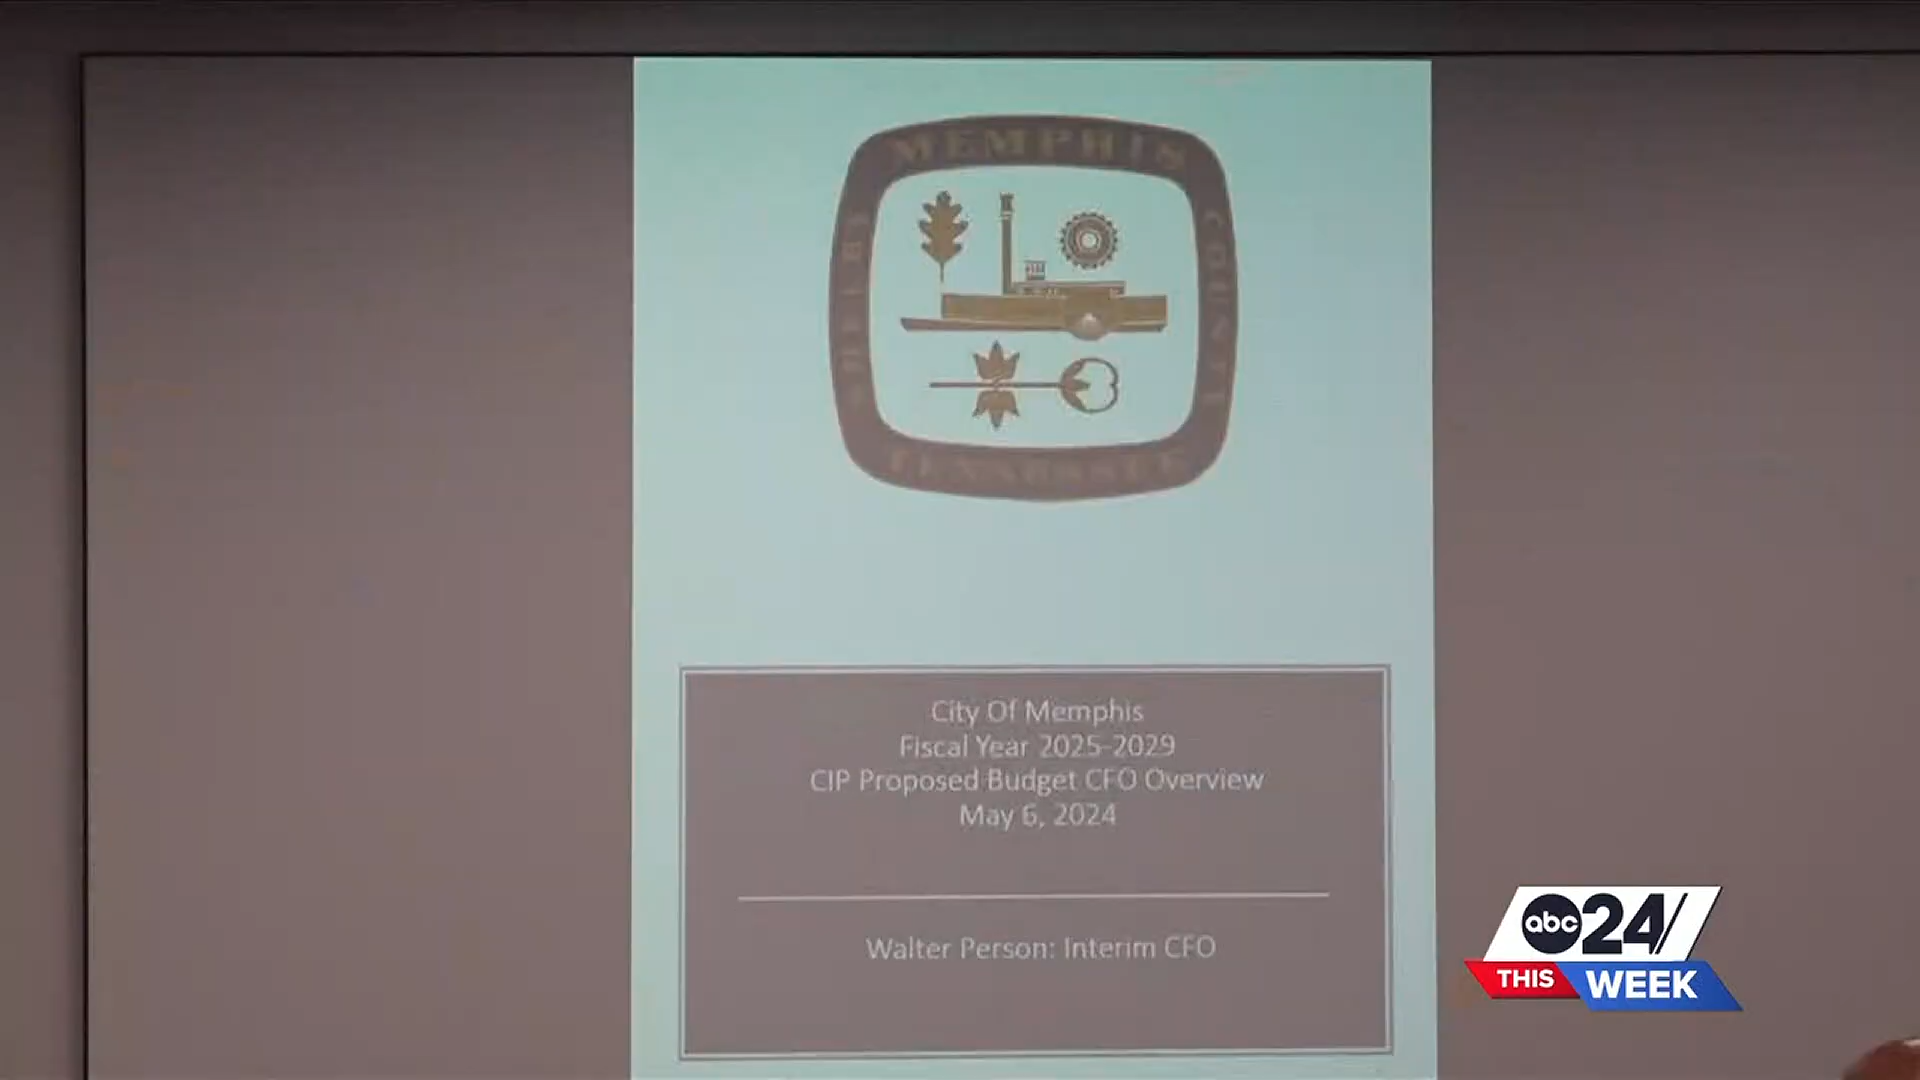 MEMPHIS
SHELBY
COUNTY
TENNESSEE
City Of Memphis
Fiscal Year 2025-2029
CIP Proposed Budget CFO Overview
May 6, 2024
Walter Person: Interim CFO
abc24/
THIS WEEK